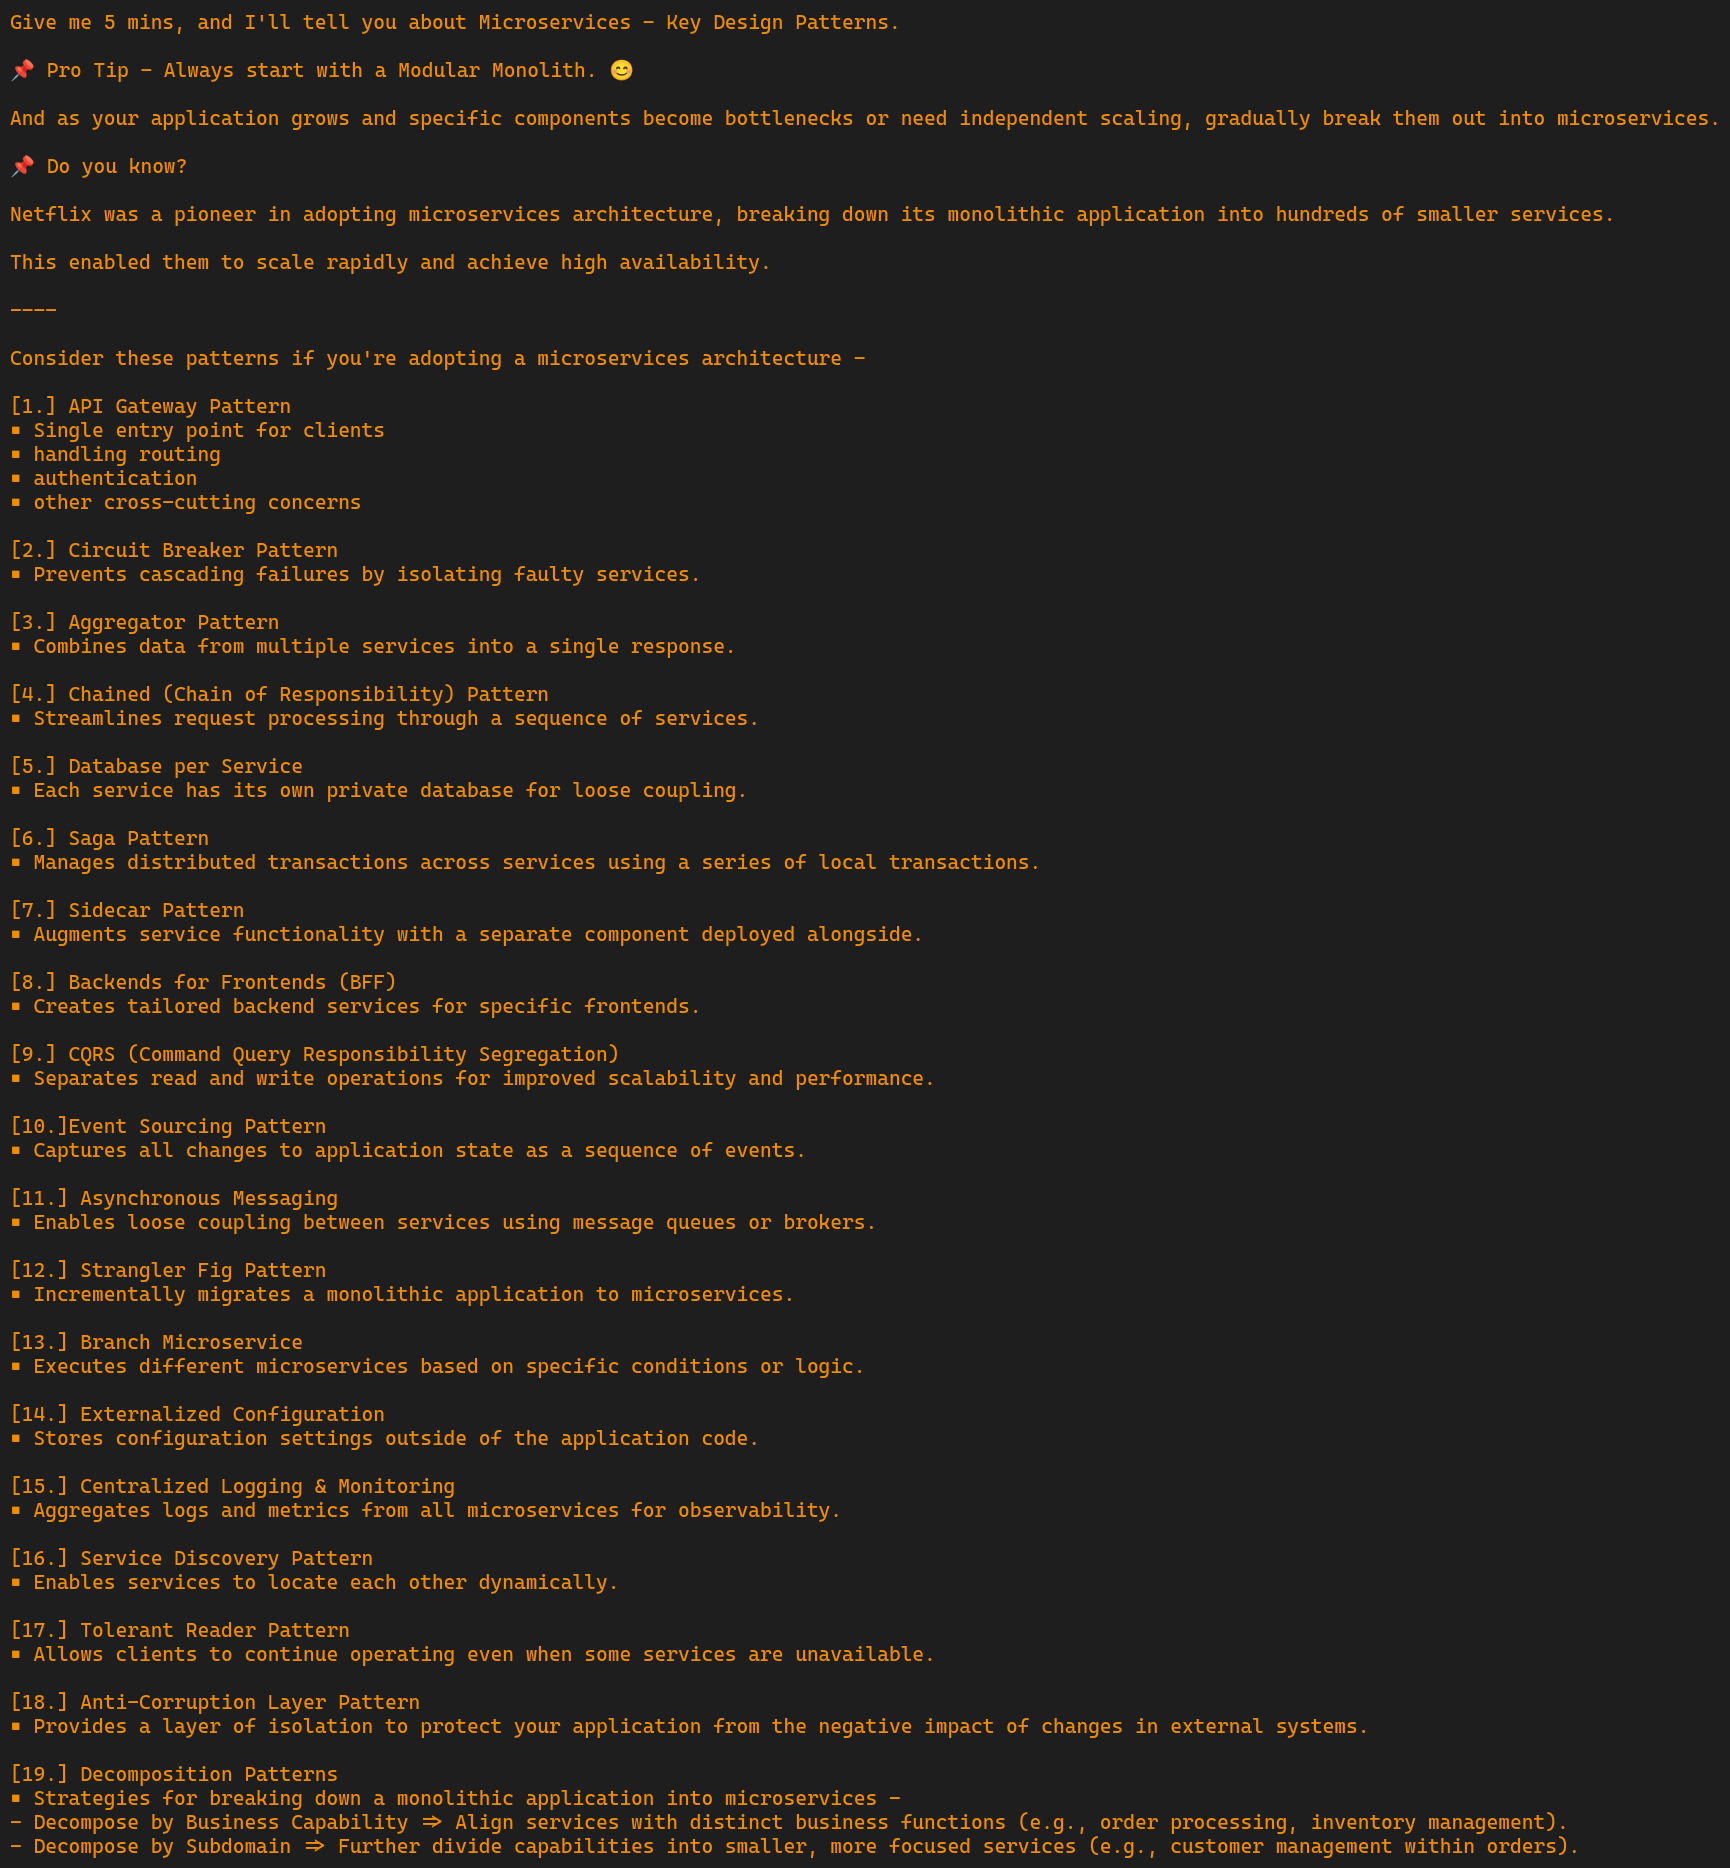 Give me 5 mins, and I'll tell you about Microservices - Key Design Patterns.
📌 Pro Tip - Always start with a Modular Monolith. 😊
And as your application grows and specific components become bottlenecks or need independent scaling, gradually break them out into microservices.
📌 Do you know?
Netflix was a pioneer in adopting microservices architecture, breaking down its monolithic application into hundreds of smaller services.
This enabled them to scale rapidly and achieve high availability.
----
Consider these patterns if you're adopting a microservices architecture -
[1.] API Gateway Pattern
▪ Single entry point for clients
▪ handling routing
▪ authentication
▪ other cross-cutting concerns
[2.] Circuit Breaker Pattern
▪ Prevents cascading failures by isolating faulty services.
[3.] Aggregator Pattern
▪ Combines data from multiple services into a single response.
[4.] Chained (Chain of Responsibility) Pattern
▪ Streamlines request processing through a sequence of services.
[5.] Database per Service
▪ Each service has its own private database for loose coupling.
[6.] Saga Pattern
▪ Manages distributed transactions across services using a series of local transactions.
[7.] Sidecar Pattern
▪ Augments service functionality with a separate component deployed alongside.
[8.] Backends for Frontends (BFF)
▪ Creates tailored backend services for specific frontends.
[9.] CQRS (Command Query Responsibility Segregation)
▪ Separates read and write operations for improved scalability and performance.
[10.]Event Sourcing Pattern
▪ Captures all changes to application state as a sequence of events.
[11.] Asynchronous Messaging
▪ Enables loose coupling between services using message queues or brokers.
[12.] Strangler Fig Pattern
▪ Incrementally migrates a monolithic application to microservices.
[13.] Branch Microservice
▪ Executes different microservices based on specific conditions or logic.
[14.] Externalized Configuration
▪ Stores configuration settings outside of the application code.
[15.] Centralized Logging & Monitoring
▪ Aggregates logs and metrics from all microservices for observability.
[16.] Service Discovery Pattern
▪ Enables services to locate each other dynamically.
[17.] Tolerant Reader Pattern
▪ Allows clients to continue operating even when some services are unavailable.
[18.] Anti-Corruption Layer Pattern
▪ Provides a layer of isolation to protect your application from the negative impact of changes in external systems.
[19.] Decomposition Patterns
▪ Strategies for breaking down a monolithic application into microservices -
- Decompose by Business Capability => Align services with distinct business functions (e.g., order processing, inventory management).
- Decompose by Subdomain => Further divide capabilities into smaller, more focused services (e.g., customer management within orders).